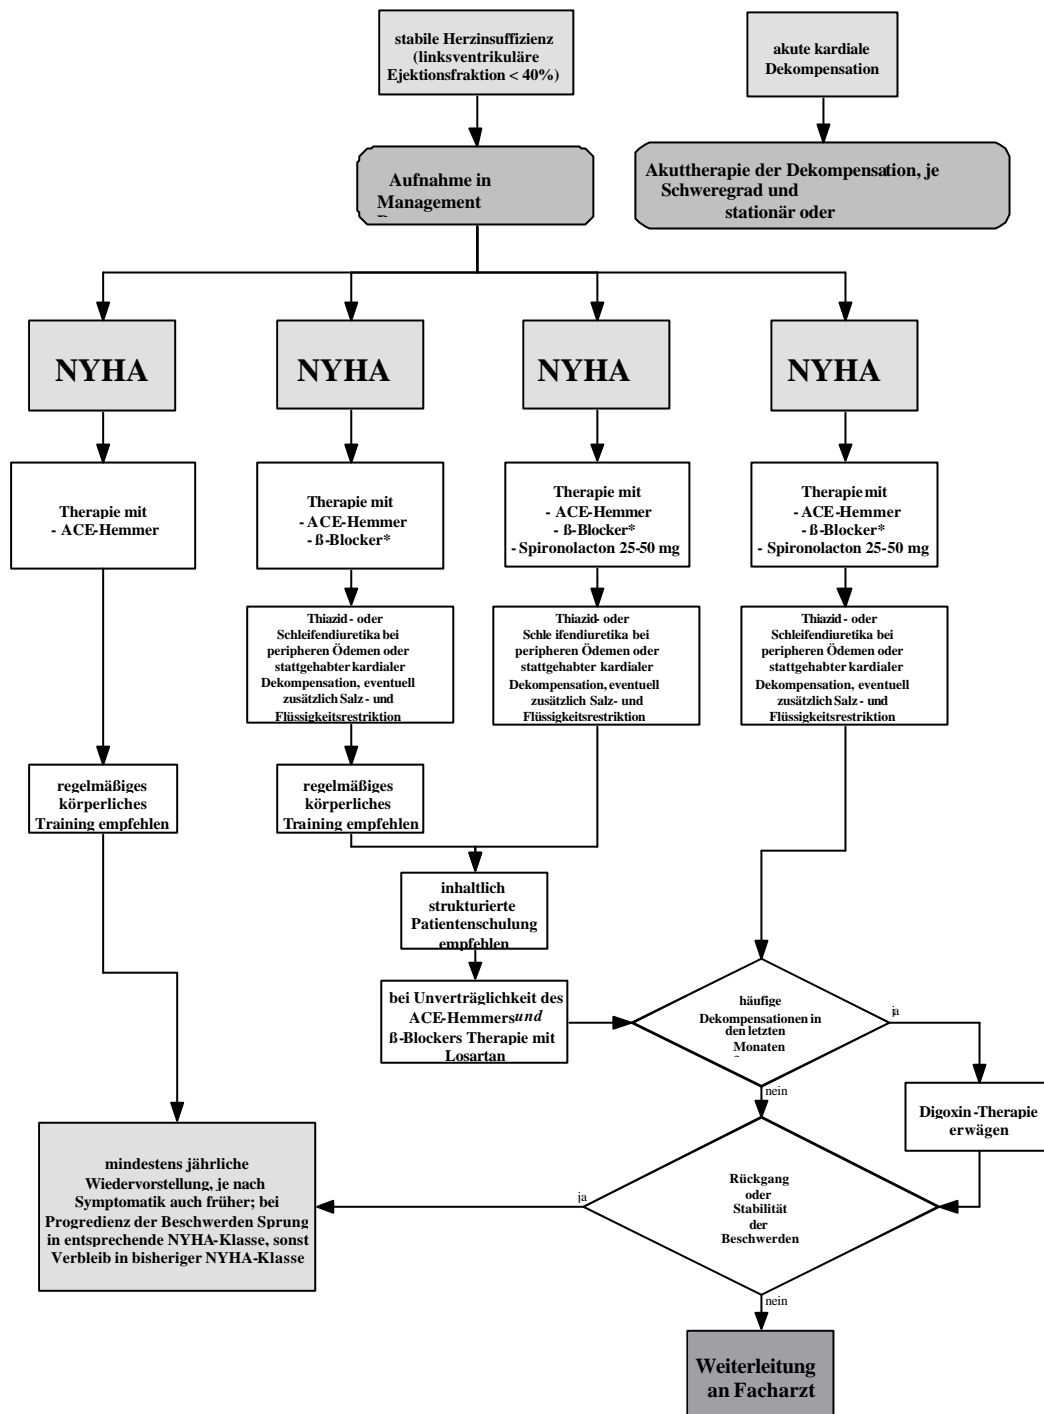 stabile Herzinsuffizienz
(linksventrikuläre
Ejektionsfraktion < 40%)
akute kardiale
Dekompensation
Aufnahme in
Management
Akuttherapie der Dekompensation, je
Schweregrad und
stationär oder
NYHA
NYHA
NYHA
NYHA
Therapie mit
- ACE-Hemmer
Therapie mit
- ACE-Hemmer
- ß-Blocker*
Therapie mit
- ACE-Hemmer
- ß-Blocker*
- Spironolacton 25-50 mg
Therapie mit
- ACE-Hemmer
- ß-Blocker*
- Spironolacton 25-50 mg
Thiazid- oder
Schleifendiuretika bei
peripheren Ödemen oder
stattgehabter kardialer
Dekompensation, eventuell
zusätzlich Salz- und
Flüssigkeitsrestriktion
Thiazid- oder
Schle ifendiuretika bei
peripheren Ödemen oder
stattgehabter kardialer
Dekompensation, eventuell
zusätzlich Salz- und
Flüssigkeitsrestriktion
Thiazid- oder
Schleifendiuretika bei
peripheren Ödemen oder
stattgehabter kardialer
Dekompensation, eventuell
zusätzlich Salz- und
Flüssigkeitsrestriktion
regelmäßiges
körperliches
Training empfehlen
regelmäßiges
körperliches
Training empfehlen
inhaltlich
strukturierte
Patientenschulung
empfehlen
bei Unverträglichkeit des
ACE-Hemmers und
ß-Blockers Therapie mit
Losartan
häufige
Dekompensationen in
den letzten
Monaten
ja
nein
Digoxin-Therapie
erwägen
mindestens jährliche
Wiedervorstellung, je nach
Symptomatik auch früher; bei
Progredienz der Beschwerden Sprung
in entsprechende NYHA-Klasse, sonst
Verbleib in bisheriger NYHA-Klasse
ja
Rückgang
oder
Stabilität
der
Beschwerden
nein
Weiterleitung
an Facharzt